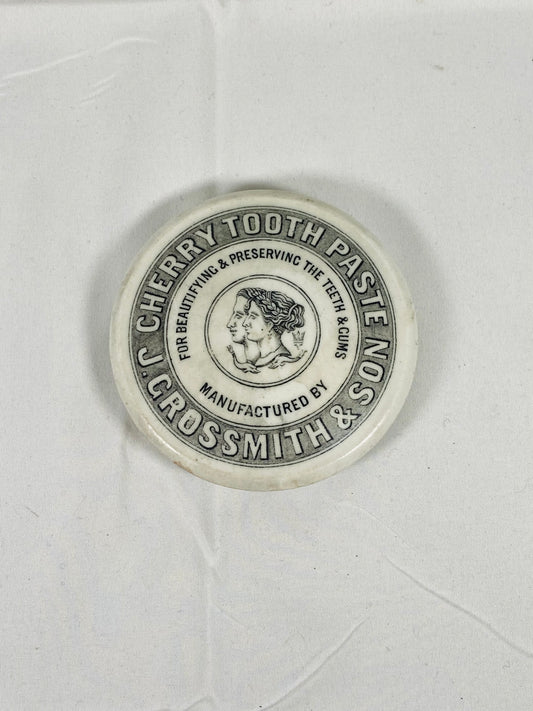 CHERRY TOOTH PASTE
FOR BEAUTIFYING & PRESERVING THE TEETH & GUMS
MANUFACTURED BY
J. GROSSMITH & SON